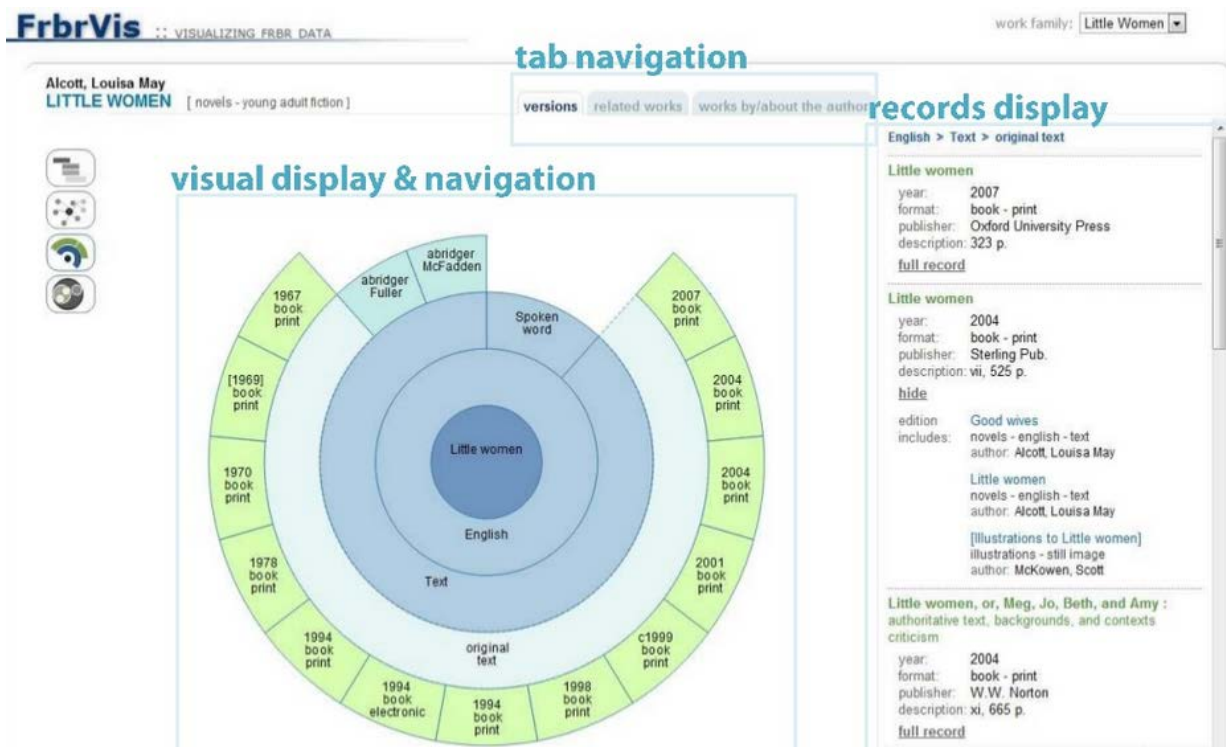 FrbrVis :: VISUALIZING FRBR DATA
work family: Little Women
tab navigation
Alcott, Louisa May
LITTLE WOMEN [ novels - young adult fiction ]
versions related works works by/about the author
records display
visual display & navigation
1967
book
print
abridger
Fuller
abridger
McFadden
Spoken
word
2007
book
print
[1969]
book
print
2004
book
print
1970
book
print
Little women
2004
book
print
English
1978
book
print
Text
2001
book
print
1994
book
print
original
text
c1999
book
print
1994
book
electronic
1994
book
print
1998
book
print
English > Text > original text
Little women
year: 2007
format: book - print
publisher: Oxford University Press
description: 323 p.
full record
Little women
year: 2004
format: book - print
publisher: Sterling Pub.
description: vii, 525 p.
hide
edition includes: Good wives
novels - english - text
author: Alcott, Louisa May
Little women
novels - english - text
author: Alcott, Louisa May
[Illustrations to Little women]
illustrations - still image
author: McKowen, Scott
Little women, or, Meg, Jo, Beth, and Amy :
authoritative text, backgrounds, and contexts
criticism
year: 2004
format: book - print
publisher: W.W. Norton
description: xi, 665 p.
full record